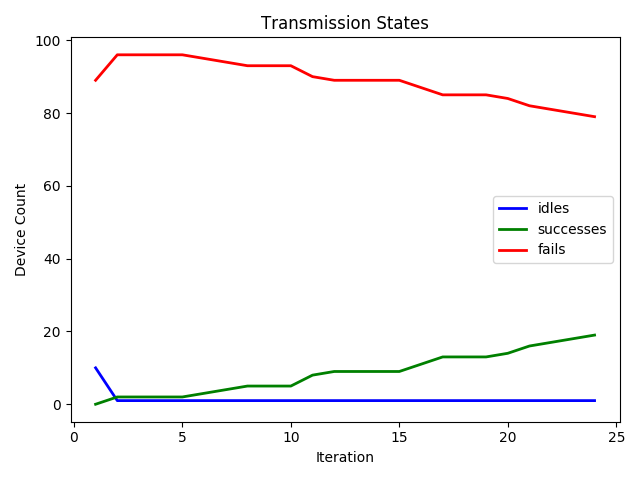 Transmission States
100
80
60
40
20
0
Device Count
idles
successes
fails
0 5 10 15 20 25
Iteration